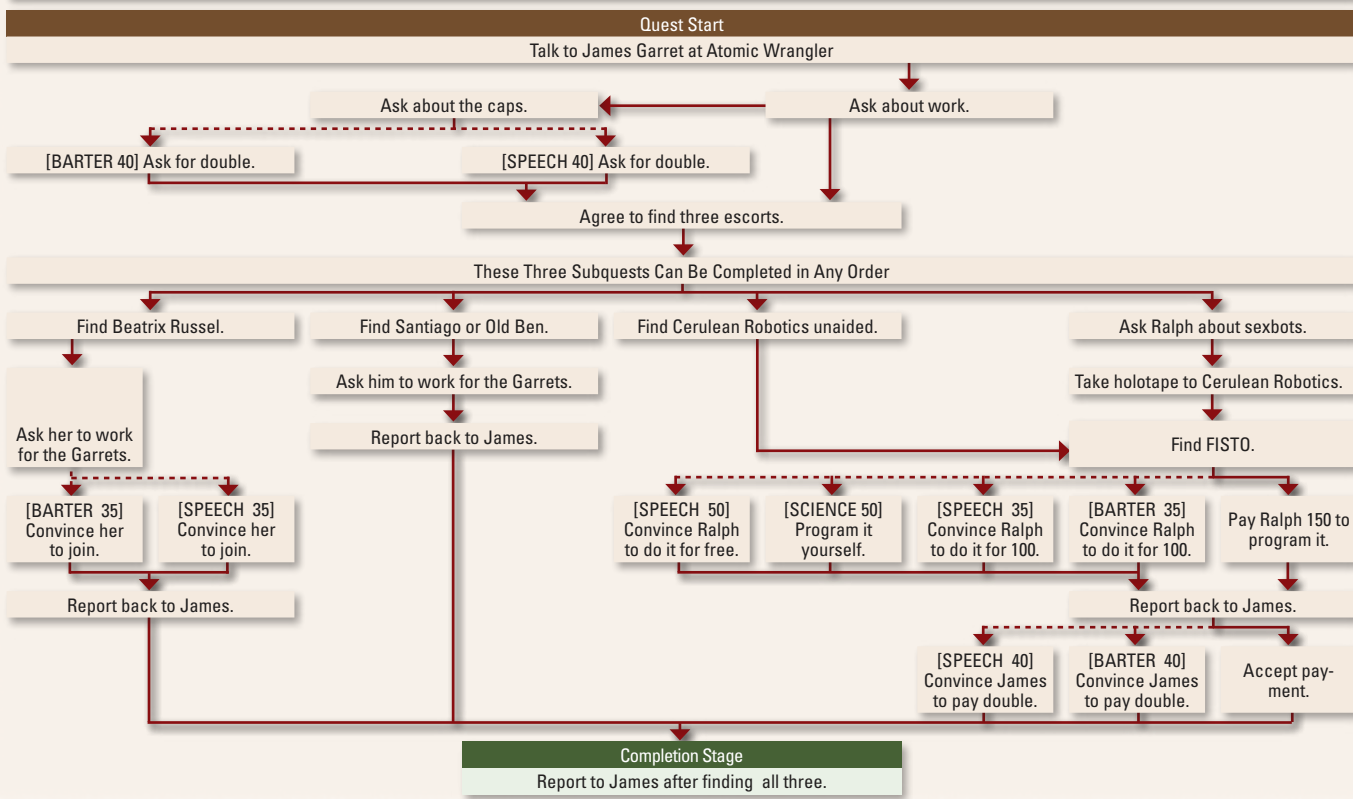 Quest Start
Talk to James Garret at Atomic Wrangler
Ask about the caps.
Ask about work.
[BARTER 40] Ask for double.
[SPEECH 40] Ask for double.
Agree to find three escorts.
These Three Subquests Can Be Completed in Any Order
Find Beatrix Russel.
Find Santiago or Old Ben.
Find Cerulean Robotics unaided.
Ask Ralph about sexbots.
Ask him to work for the Garrets.
Take holotape to Cerulean Robotics.
Ask her to work
for the Garrets.
Report back to James.
Find FISTO.
[BARTER 35]
Convince her
to join.
[SPEECH 35]
Convince her
to join.
[SPEECH 50]
Convince Ralph
to do it for free.
[SCIENCE 50]
Program it
yourself.
[SPEECH 35]
Convince Ralph
to do it for 100.
[BARTER 35]
Convince Ralph
to do it for 100.
Pay Ralph 150 to
program it.
Report back to James.
Report back to James.
[SPEECH 40]
Convince James
to pay double.
[BARTER 40]
Convince James
to pay double.
Accept pay-
ment.
Completion Stage
Report to James after finding all three.